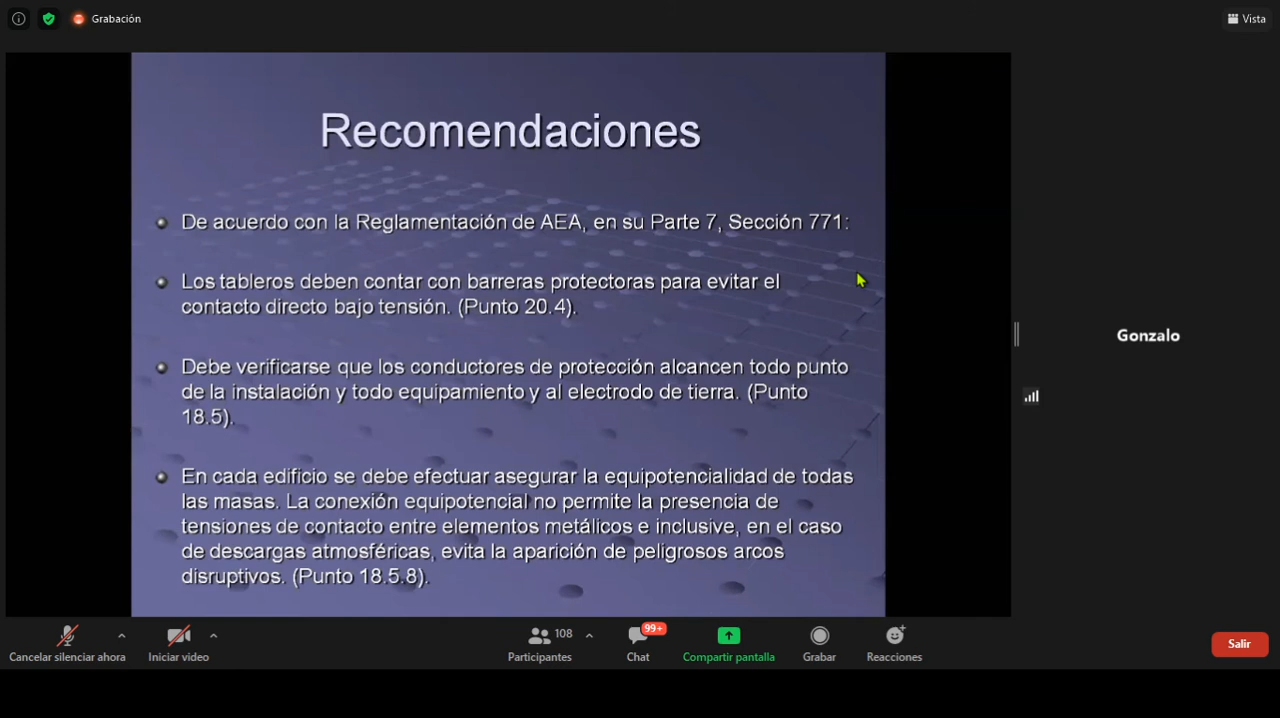 Grabación
Vista
Recomendaciones
De acuerdo con la Reglamentación de AEA, en su Parte 7, Sección 771:
Los tableros deben contar con barreras protectoras para evitar el
contacto directo bajo tensión. (Punto 20.4).
Debe verificarse que los conductores de protección alcancen todo punto
de la instalación y todo equipamiento y al electrodo de tierra. (Punto
18.5).
En cada edificio se debe efectuar asegurar la equipotencialidad de todas
las masas. La conexión equipotencial no permite la presencia de
tensiones de contacto entre elementos metálicos e inclusive, en el caso
de descargas atmosféricas, evita la aparición de peligrosos arcos
disruptivos. (Punto 18.5.8).
Gonzalo
108
99+
Cancelar silenciar ahora
Iniciar video
Participantes
Chat
Compartir pantalla
Grabar
Reacciones
Salir